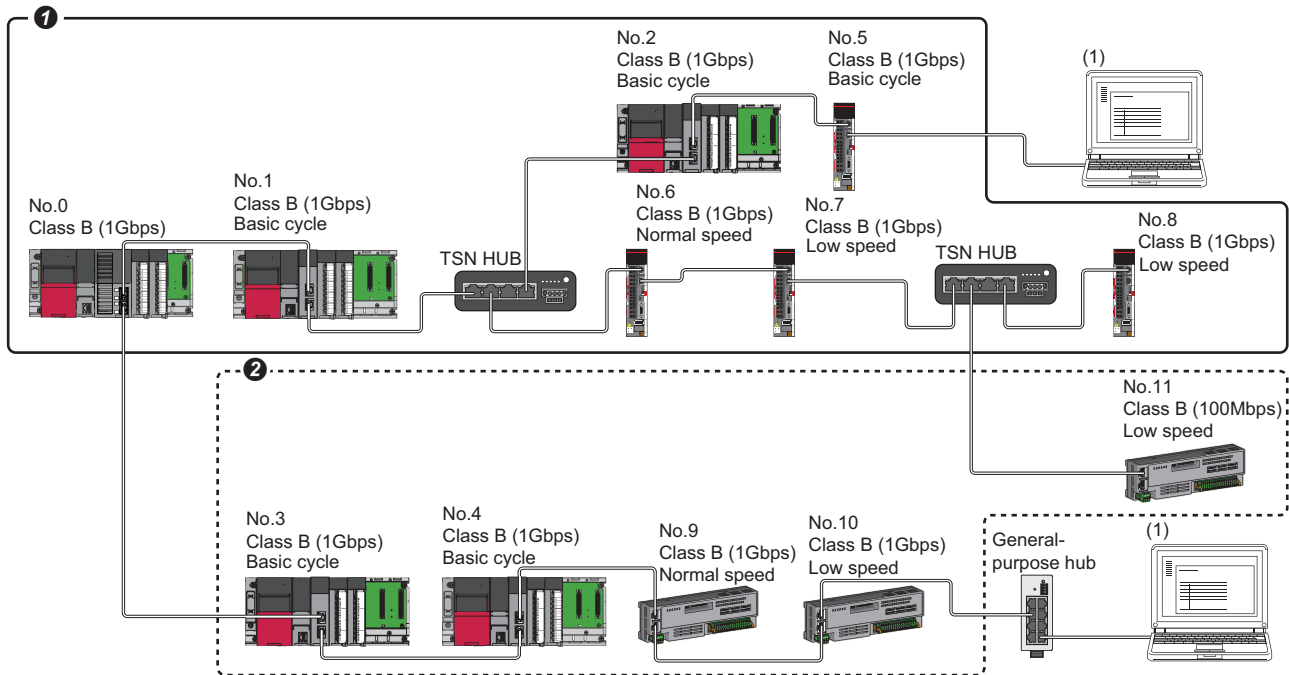 1
No.2
Class B (1Gbps)
Basic cycle
No.5
Class B (1Gbps)
Basic cycle
(1)
No.0
Class B (1Gbps)
No.1
Class B (1Gbps)
Basic cycle
TSN HUB
No.6
Class B (1Gbps)
Normal speed
No.7
Class B (1Gbps)
Low speed
TSN HUB
No.8
Class B (1Gbps)
Low speed
2
No.11
Class B (100Mbps)
Low speed
No.3
Class B (1Gbps)
Basic cycle
No.4
Class B (1Gbps)
Basic cycle
No.9
Class B (1Gbps)
Normal speed
No.10
Class B (1Gbps)
Low speed
General-
purpose hub
(1)